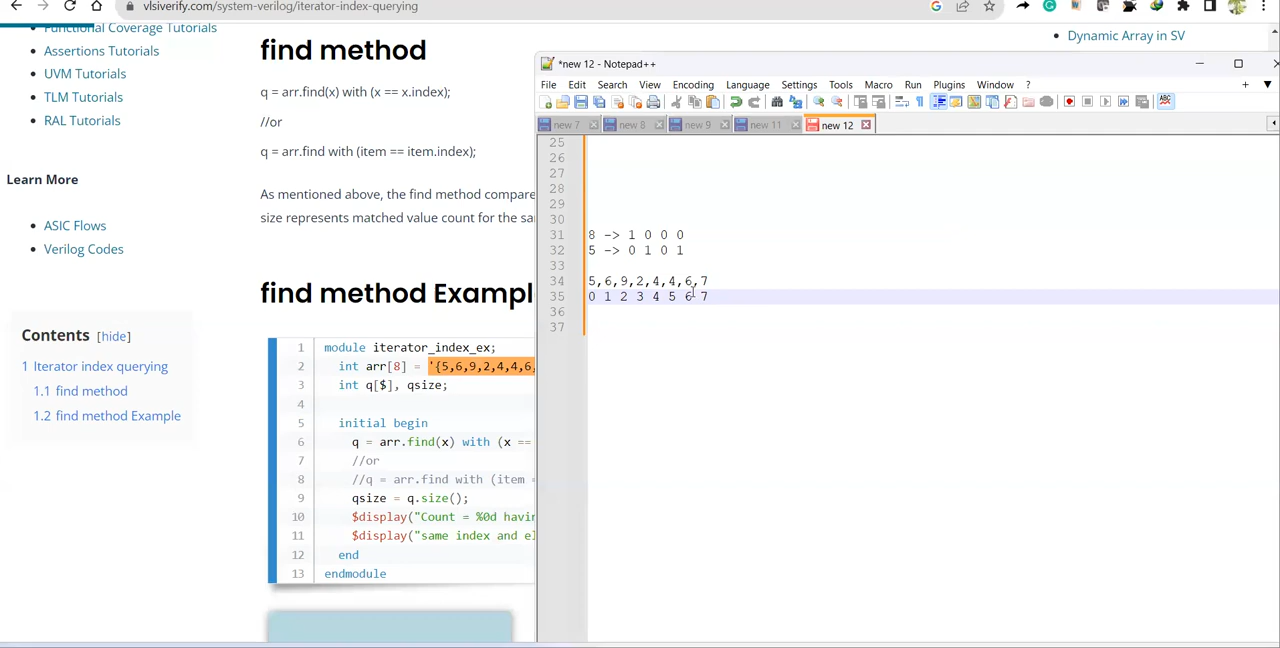 vlsiverify.com/system-verilog/iterator-index-querying
Functional Coverage Tutorials
Assertions Tutorials
UVM Tutorials
TLM Tutorials
RAL Tutorials
Learn More
ASIC Flows
Verilog Codes
Contents [hide]
1 Iterator index querying
1.1 find method
1.2 find method Example
find method
q = arr.find(x) with (x == x.index);
//or
q = arr.find with (item == item.index);
As mentioned above, the find method compare
size represents matched value count for the sa
find method Exampl
1 module iterator_index_ex;
2 int arr[8] = '{5,6,9,2,4,4,6,
3 int q[$], qsize;
4
5 initial begin
6 q = arr.find(x) with (x ==
7 //or
8 //q = arr.find with (item =
9 qsize = q.size();
10 $display("Count = %0d havin
11 $display("same index and el
12 end
13 endmodule
Dynamic Array in SV
*new 12 - Notepad++
File Edit Search View Encoding Language Settings Tools Macro Run Plugins Window ?
new 7 new 8 new 9 new 11 new 12
25
26
27
28
29
30
31 8 -> 1 0 0 0
32 5 -> 0 1 0 1
33
34 5,6,9,2,4,4,6,7
35 0 1 2 3 4 5 6 7
36
37